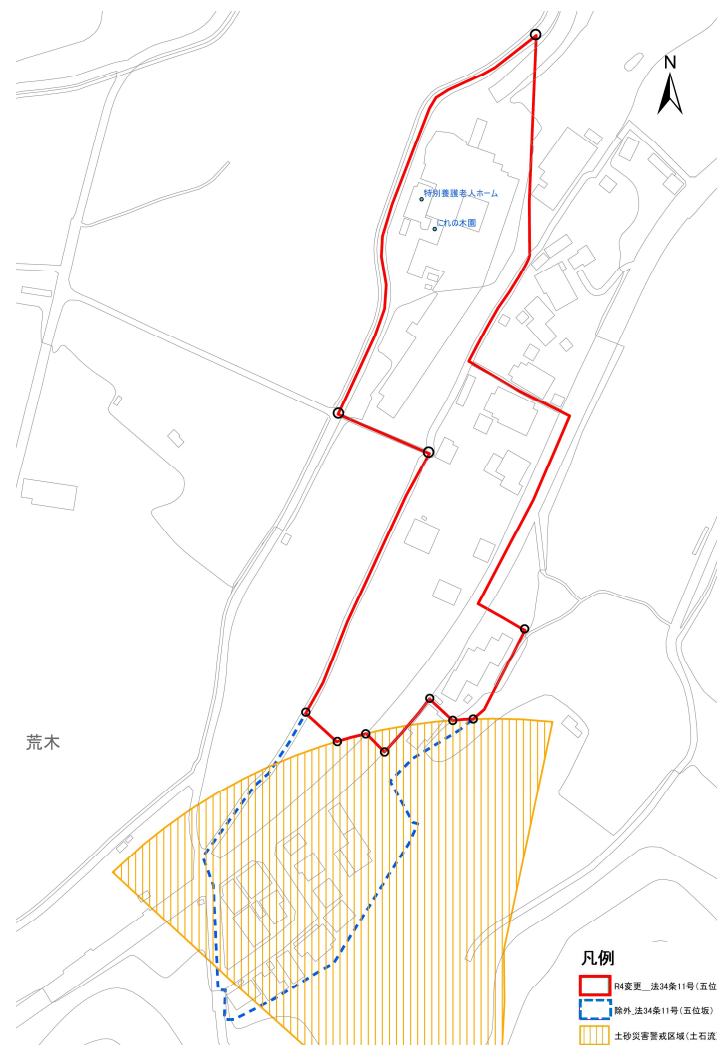 N
特別養護老人ホーム
にれの木園
荒木
凡例
R4変更__法34条11号(五位
除外_法34条11号(五位坂)
土砂災害警戒区域(土石流